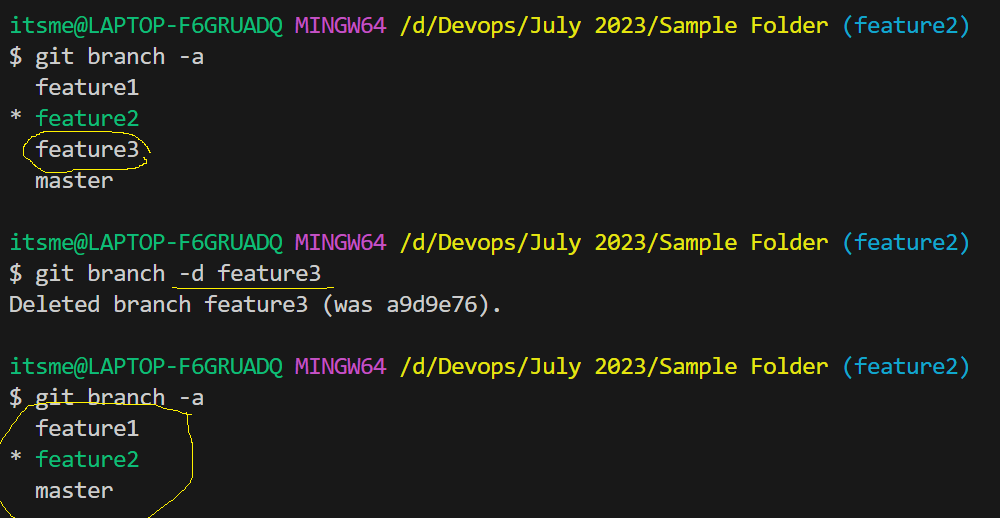 itsme@LAPTOP-F6GRUADQ MINGW64 /d/Devops/July 2023/Sample Folder (feature2)
$ git branch -a
  feature1
* feature2
  feature3
  master

itsme@LAPTOP-F6GRUADQ MINGW64 /d/Devops/July 2023/Sample Folder (feature2)
$ git branch -d feature3
Deleted branch feature3 (was a9d9e76).

itsme@LAPTOP-F6GRUADQ MINGW64 /d/Devops/July 2023/Sample Folder (feature2)
$ git branch -a
  feature1
* feature2
  master